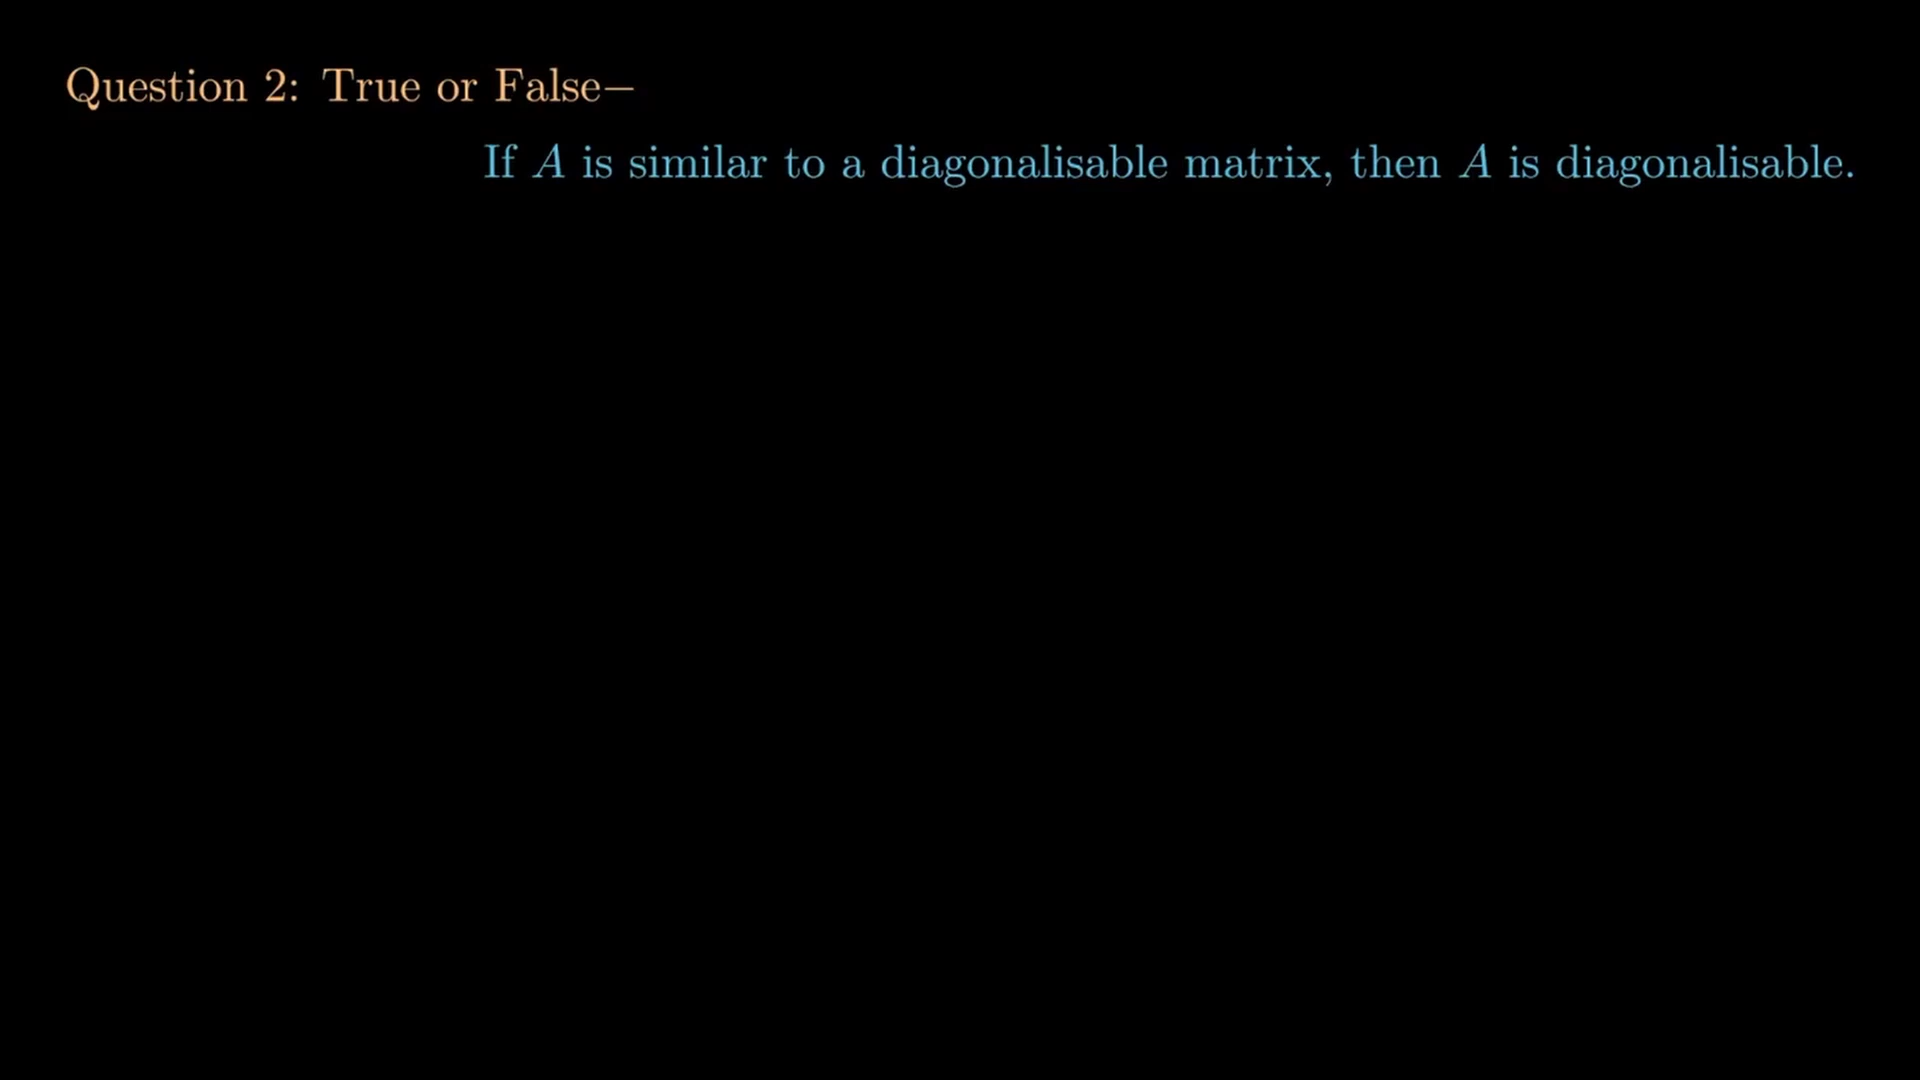 Question 2: True or False−
If A is similar to a diagonalisable matrix, then A is diagonalisable.